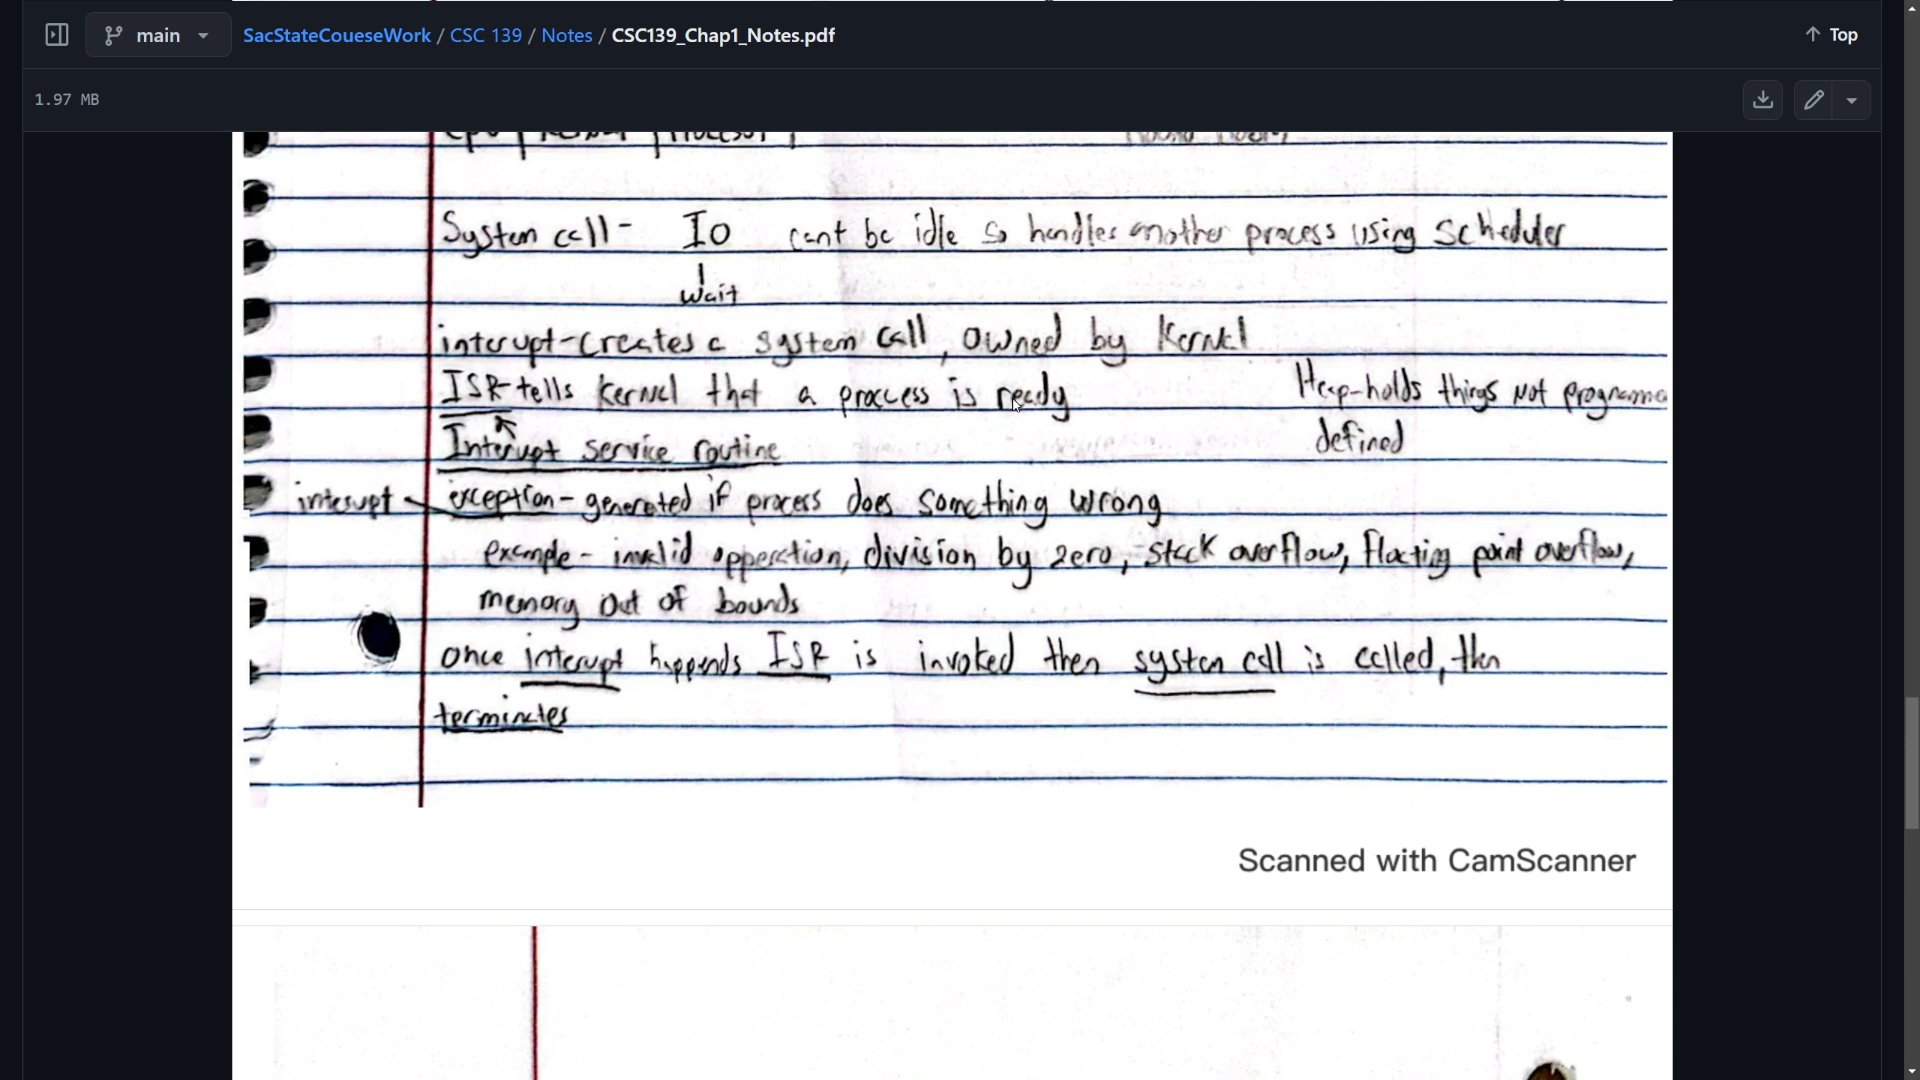 main
SacStateCoueseWork / CSC 139 / Notes / CSC139_Chap1_Notes.pdf
Top
1.97 MB
System call - IO cant be idle so handles another process using Scheduler
wait
interupt - creates a system call, owned by Kernel
ISR - tells kernel that a proccess is ready
Heap - holds things not programma
defined
Interupt service routine
interupt exception - generated if process does something wrong
example - invalid opperation, division by zero, stack overflow, floating point overflow,
memory out of bounds
once interupt happends ISR is invoked then system call is called, then
terminates
Scanned with CamScanner